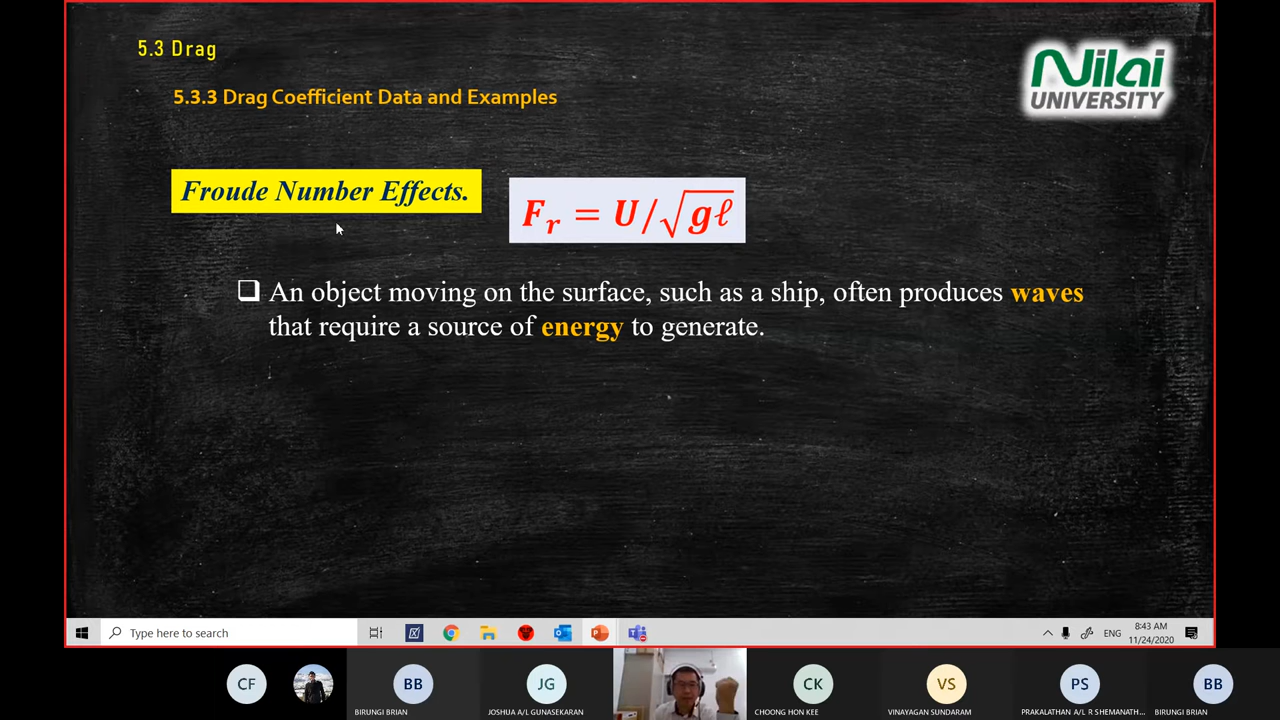 5.3 Drag
5.3.3 Drag Coefficient Data and Examples
Nilai
UNIVERSITY
Froude Number Effects.
F_r = U/√gℓ
❑ An object moving on the surface, such as a ship, often produces waves
that require a source of energy to generate.
Type here to search
ENG
8:43 AM
11/24/2020
CF
BB
JG
CK
VS
PS
BB
BIRUNGI BRIAN
JOSHUA A/L GUNASEKARAN
CHOONG HON KEE
VINAYAGAN SUNDARAM
PRAKALATHAN A/L R SHEMANATH...
BIRUNGI BRIAN